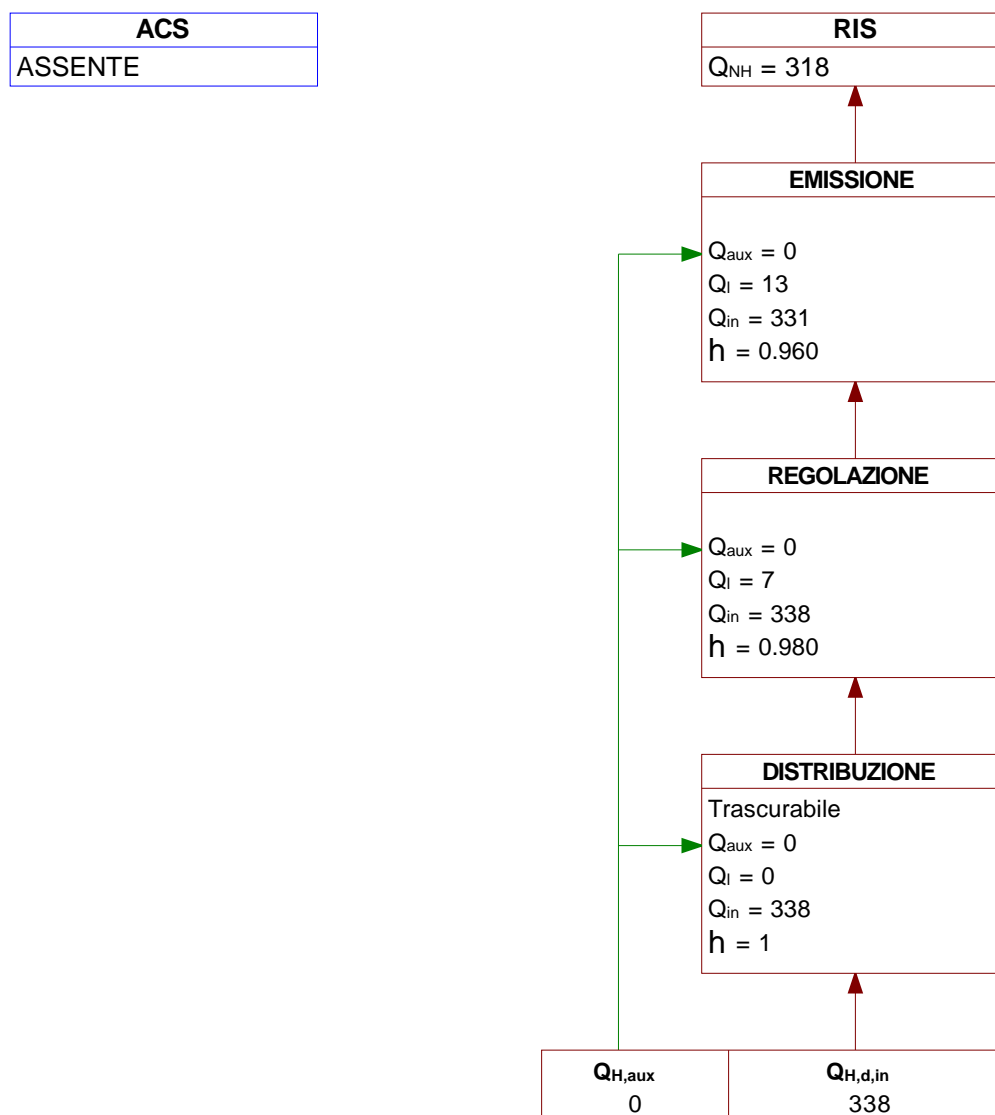 ACS
ASSENTE
RIS
QNH = 318
EMISSIONE
Qaux = 0
Ql = 13
Qin = 331
h = 0.960
REGOLAZIONE
Qaux = 0
Ql = 7
Qin = 338
h = 0.980
DISTRIBUZIONE
Trascurabile
Qaux = 0
Ql = 0
Qin = 338
h = 1
QH,aux
0
QH,d,in
338